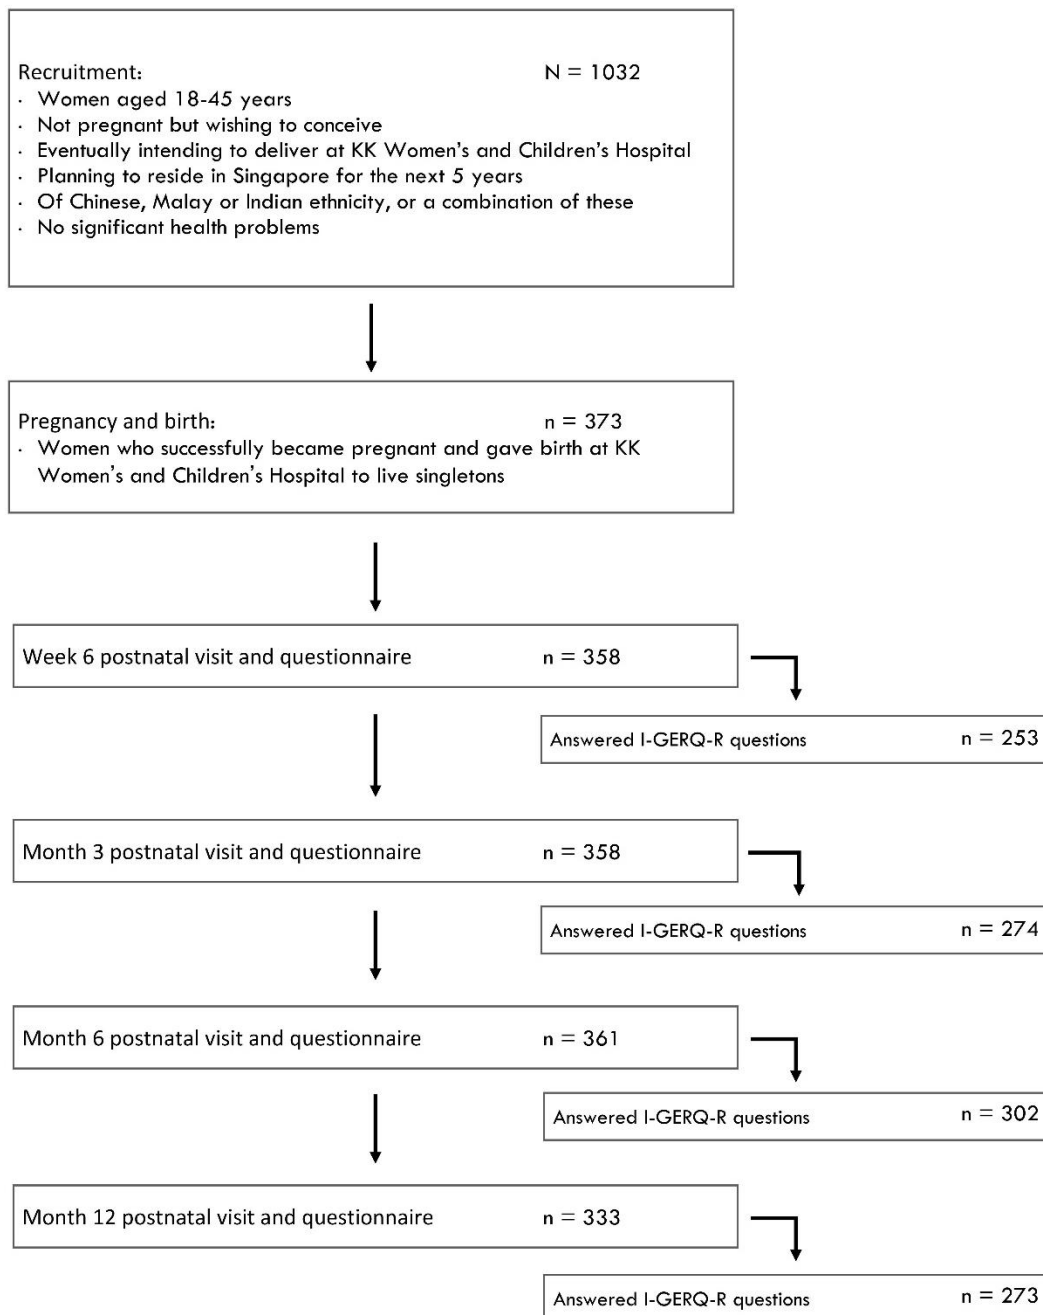 Recruitment: N = 1032
· Women aged 18-45 years
· Not pregnant but wishing to conceive
· Eventually intending to deliver at KK Women's and Children's Hospital
· Planning to reside in Singapore for the next 5 years
· Of Chinese, Malay or Indian ethnicity, or a combination of these
· No significant health problems
Pregnancy and birth: n = 373
· Women who successfully became pregnant and gave birth at KK
Women's and Children's Hospital to live singletons
Week 6 postnatal visit and questionnaire n = 358
Answered I-GERQ-R questions n = 253
Month 3 postnatal visit and questionnaire n = 358
Answered I-GERQ-R questions n = 274
Month 6 postnatal visit and questionnaire n = 361
Answered I-GERQ-R questions n = 302
Month 12 postnatal visit and questionnaire n = 333
Answered I-GERQ-R questions n = 273